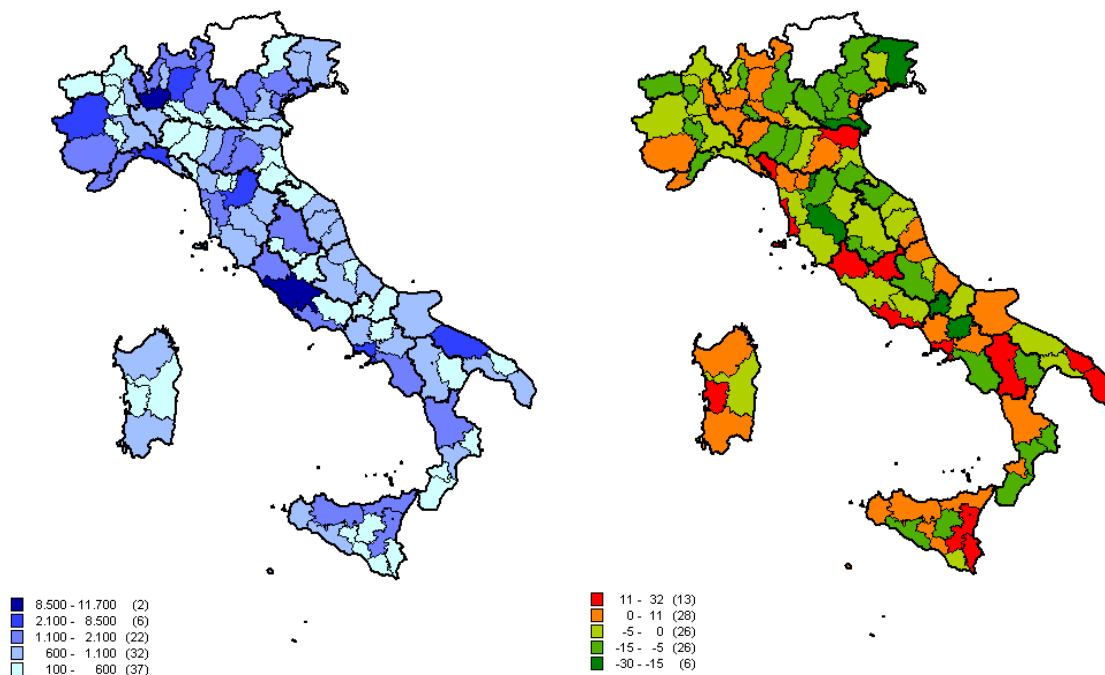 8.500 - 11.700 (2)
2.100 - 8.500 (6)
1.100 - 2.100 (22)
600 - 1.100 (32)
100 - 600 (37)
11 - 32 (13)
0 - 11 (28)
-5 - 0 (26)
-15 - -5 (26)
-30 - -15 (6)